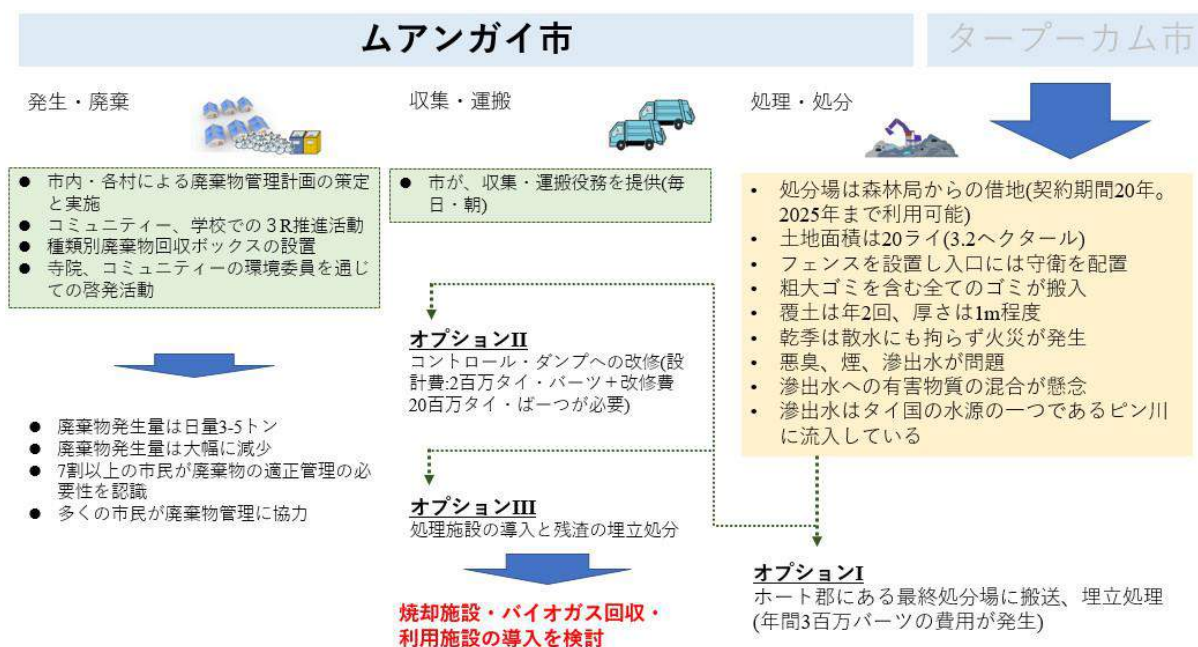 ムアンガイ市
タープーカム市
発生・廃棄
● 市内・各村による廃棄物管理計画の策定
と実施
● コミュニティー、学校での３R推進活動
● 種類別廃棄物回収ボックスの設置
● 寺院、コミュニティーの環境委員を通じ
ての啓発活動
● 廃棄物発生量は日量3-5トン
● 廃棄物発生量は大幅に減少
● 7割以上の市民が廃棄物の適正管理の必
要性を認識
● 多くの市民が廃棄物管理に協力
収集・運搬
● 市が、収集・運搬役務を提供(毎
日・朝)
オプションII
コントロール・ダンプへの改修(設
計費:2百万タイ・バーツ＋改修費
20百万タイ・ばーつが必要)
オプションIII
処理施設の導入と残渣の埋立処分
焼却施設・バイオガス回収・
利用施設の導入を検討
処理・処分
• 処分場は森林局からの借地(契約期間20年。
2025年まで利用可能)
• 土地面積は20ライ(3.2ヘクタール)
• フェンスを設置し入口には守衛を配置
• 粗大ゴミを含む全てのゴミが搬入
• 覆土は年2回、厚さは1m程度
• 乾季は散水にも拘らず火災が発生
• 悪臭、煙、滲出水が問題
• 滲出水への有害物質の混合が懸念
• 滲出水はタイ国の水源の一つであるピン川
に流入している
オプションI
ホート郡にある最終処分場に搬送、埋立処理
(年間3百万バーツの費用が発生)